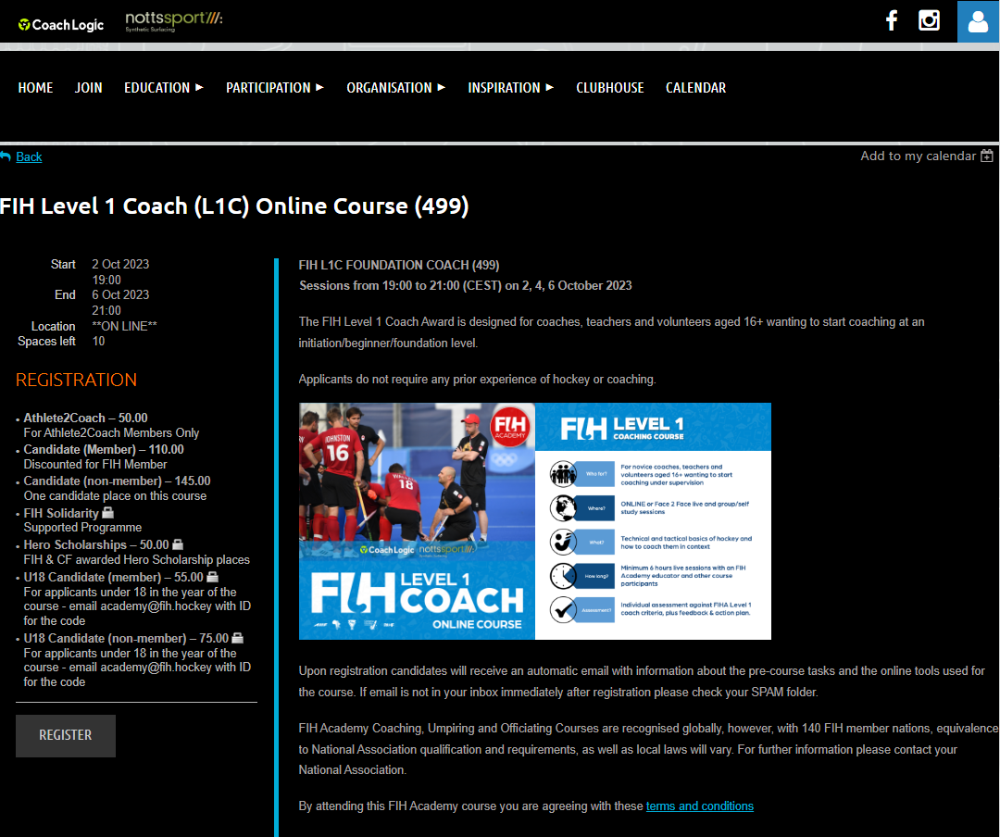 CoachLogic
nottssport
Synthetic Surfacing
HOME JOIN EDUCATION ► PARTICIPATION ► ORGANISATION ► INSPIRATION ► CLUBHOUSE CALENDAR
Back
Add to my calendar
FIH Level 1 Coach (L1C) Online Course (499)
Start 2 Oct 2023
19:00
End 6 Oct 2023
21:00
Location **ON LINE**
Spaces left 10
REGISTRATION
• Athlete2Coach – 50.00
For Athlete2Coach Members Only
• Candidate (Member) – 110.00
Discounted for FIH Member
• Candidate (non-member) – 145.00
One candidate place on this course
• FIH Solidarity
Supported Programme
• Hero Scholarships – 50.00
FIH & CF awarded Hero Scholarship places
• U18 Candidate (member) – 55.00
For applicants under 18 in the year of the
course - email academy@fih.hockey with ID
for the code
• U18 Candidate (non-member) – 75.00
For applicants under 18 in the year of the
course - email academy@fih.hockey with ID
for the code
REGISTER
FIH L1C FOUNDATION COACH (499)
Sessions from 19:00 to 21:00 (CEST) on 2, 4, 6 October 2023
The FIH Level 1 Coach Award is designed for coaches, teachers and volunteers aged 16+ wanting to start coaching at an
initiation/beginner/foundation level.
Applicants do not require any prior experience of hockey or coaching.
JOHNSTON
16
18
FIH
ACADEMY
CoachLogic nottssport
FIH LEVEL 1
COACH
ONLINE COURSE
FIH LEVEL 1
COACHING COURSE
Who for?
For novice coaches, teachers and
volunteers aged 16+ wanting to start
coaching under supervision
Where?
ONLINE or Face 2 Face live and group/self
study sessions
What?
Technical and tactical basics of hockey and
how to coach them in context
How long?
Minimum 6 hours live sessions with an FIH
Academy educator and other course
participants
Assessment?
Individual assessment against FIHA Level 1
coach criteria, plus feedback & action plan.
Upon registration candidates will receive an automatic email with information about the pre-course tasks and the online tools used for
the course. If email is not in your inbox immediately after registration please check your SPAM folder.
FIH Academy Coaching, Umpiring and Officiating Courses are recognised globally, however, with 140 FIH member nations, equivalence
to National Association qualification and requirements, as well as local laws will vary. For further information please contact your
National Association.
By attending this FIH Academy course you are agreeing with these terms and conditions